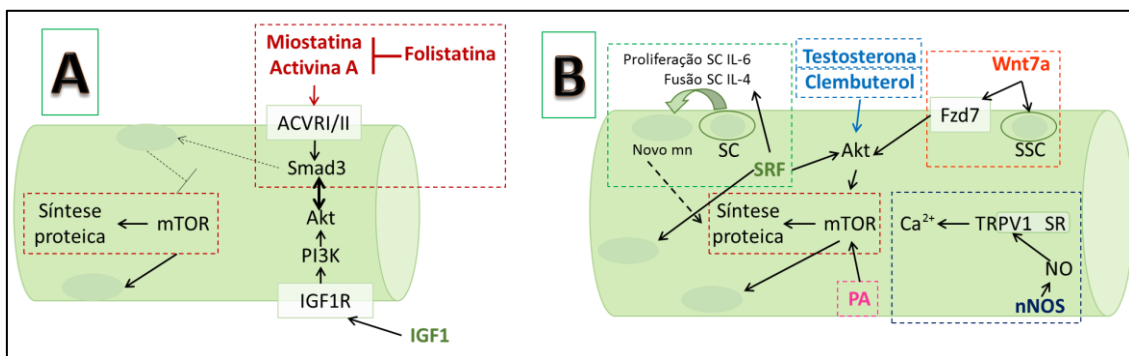 A
Miostatina
Activina A
Folistatina
ACVRI/II
Smad3
Akt
PI3K
IGF1R
IGF1
Síntese
proteica
mTOR
B
Proliferação SC IL-6
Fusão SC IL-4
SC
Novo mn
SRF
Testosterona
Clembuterol
Akt
Wnt7a
Fzd7
SSC
Síntese
proteica
mTOR
PA
Ca²⁺
TRPV1 SR
NO
nNOS